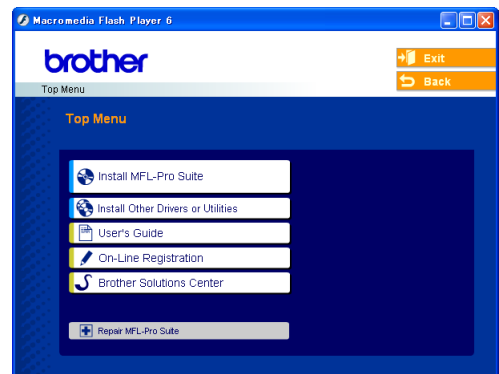 Macromedia Flash Player 6
brother
Exit
Back
Top Menu
Top Menu
Install MFL-Pro Suite
Install Other Drivers or Utilities
User's Guide
On-Line Registration
Brother Solutions Center
Repair MFL-Pro Suite